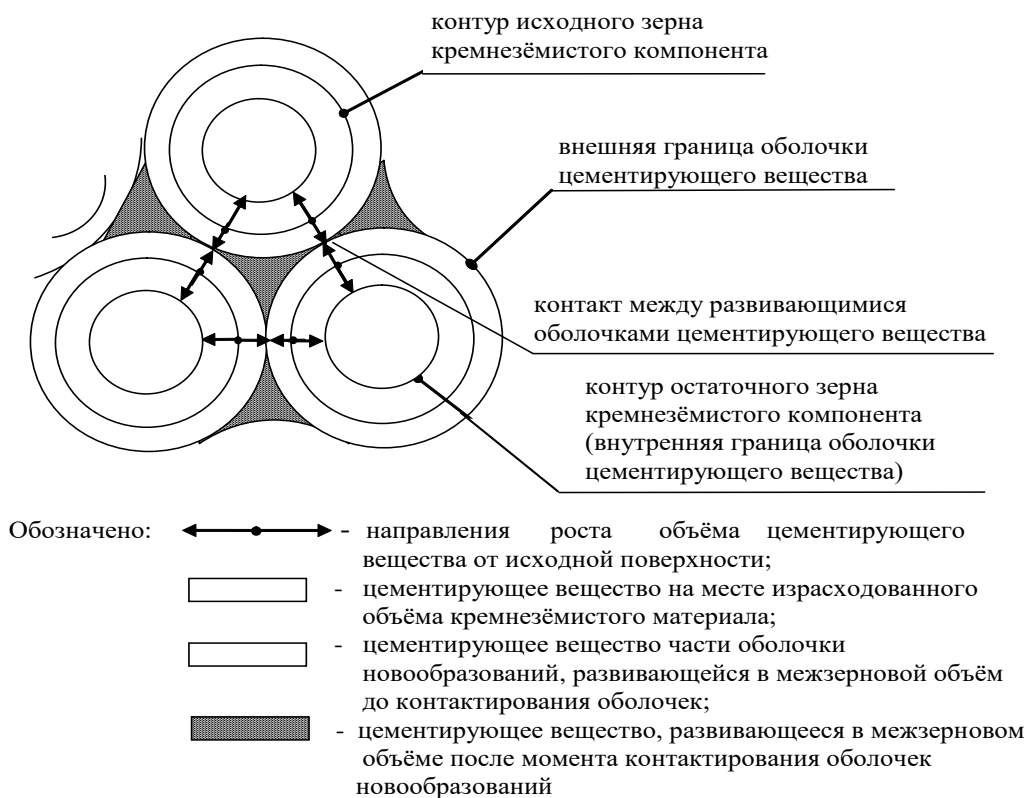 контур исходного зерна
кремнезёмистого компонента
внешняя граница оболочки
цементирующего вещества
контакт между развивающимися
оболочками цементирующего вещества
контур остаточного зерна
кремнезёмистого компонента
(внутренняя граница оболочки
цементирующего вещества)
Обозначено: - направления роста объёма цементирующего
вещества от исходной поверхности;
- цементирующее вещество на месте израсходованного
объёма кремнезёмистого материала;
- цементирующее вещество части оболочки
новообразований, развивающейся в межзерновой объём
до контактирования оболочек;
- цементирующее вещество, развивающееся в межзерновом
объёме после момента контактирования оболочек
новообразований